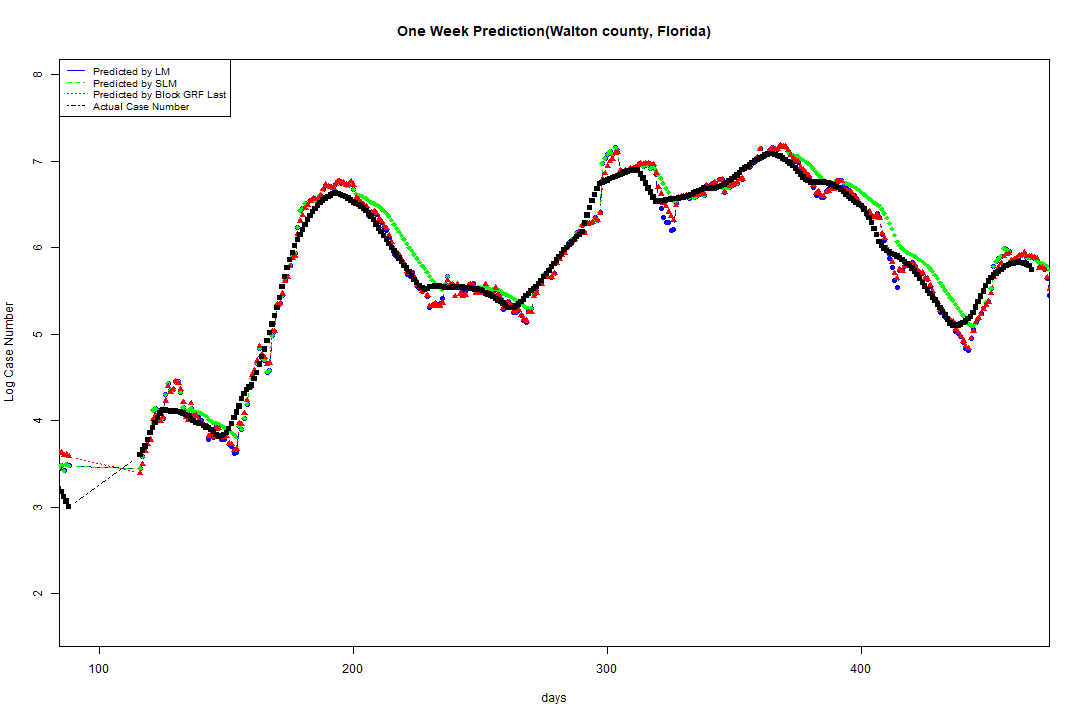 One Week Prediction(Walton county, Florida)
Predicted by LM
Predicted by SLM
Predicted by Block GRF Last
Actual Case Number
8
7
6
5
4
3
2
Log Case Number
100 200 300 400
days